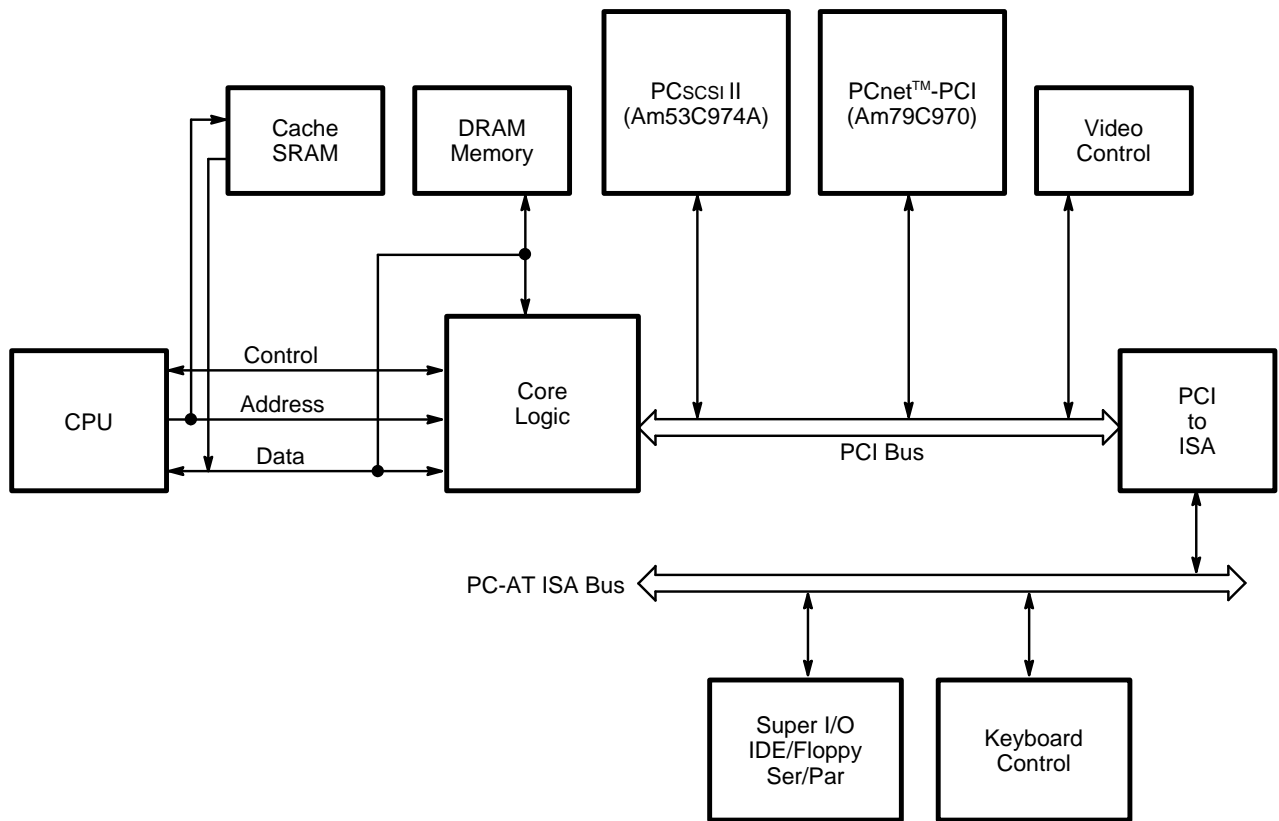 PCSCSI II
(Am53C974A)
PCnet™-PCI
(Am79C970)
Cache
SRAM
DRAM
Memory
Video
Control
Control
Address
Data
CPU
Core
Logic
PCI Bus
PCI
to
ISA
PC-AT ISA Bus
Super I/O
IDE/Floppy
Ser/Par
Keyboard
Control